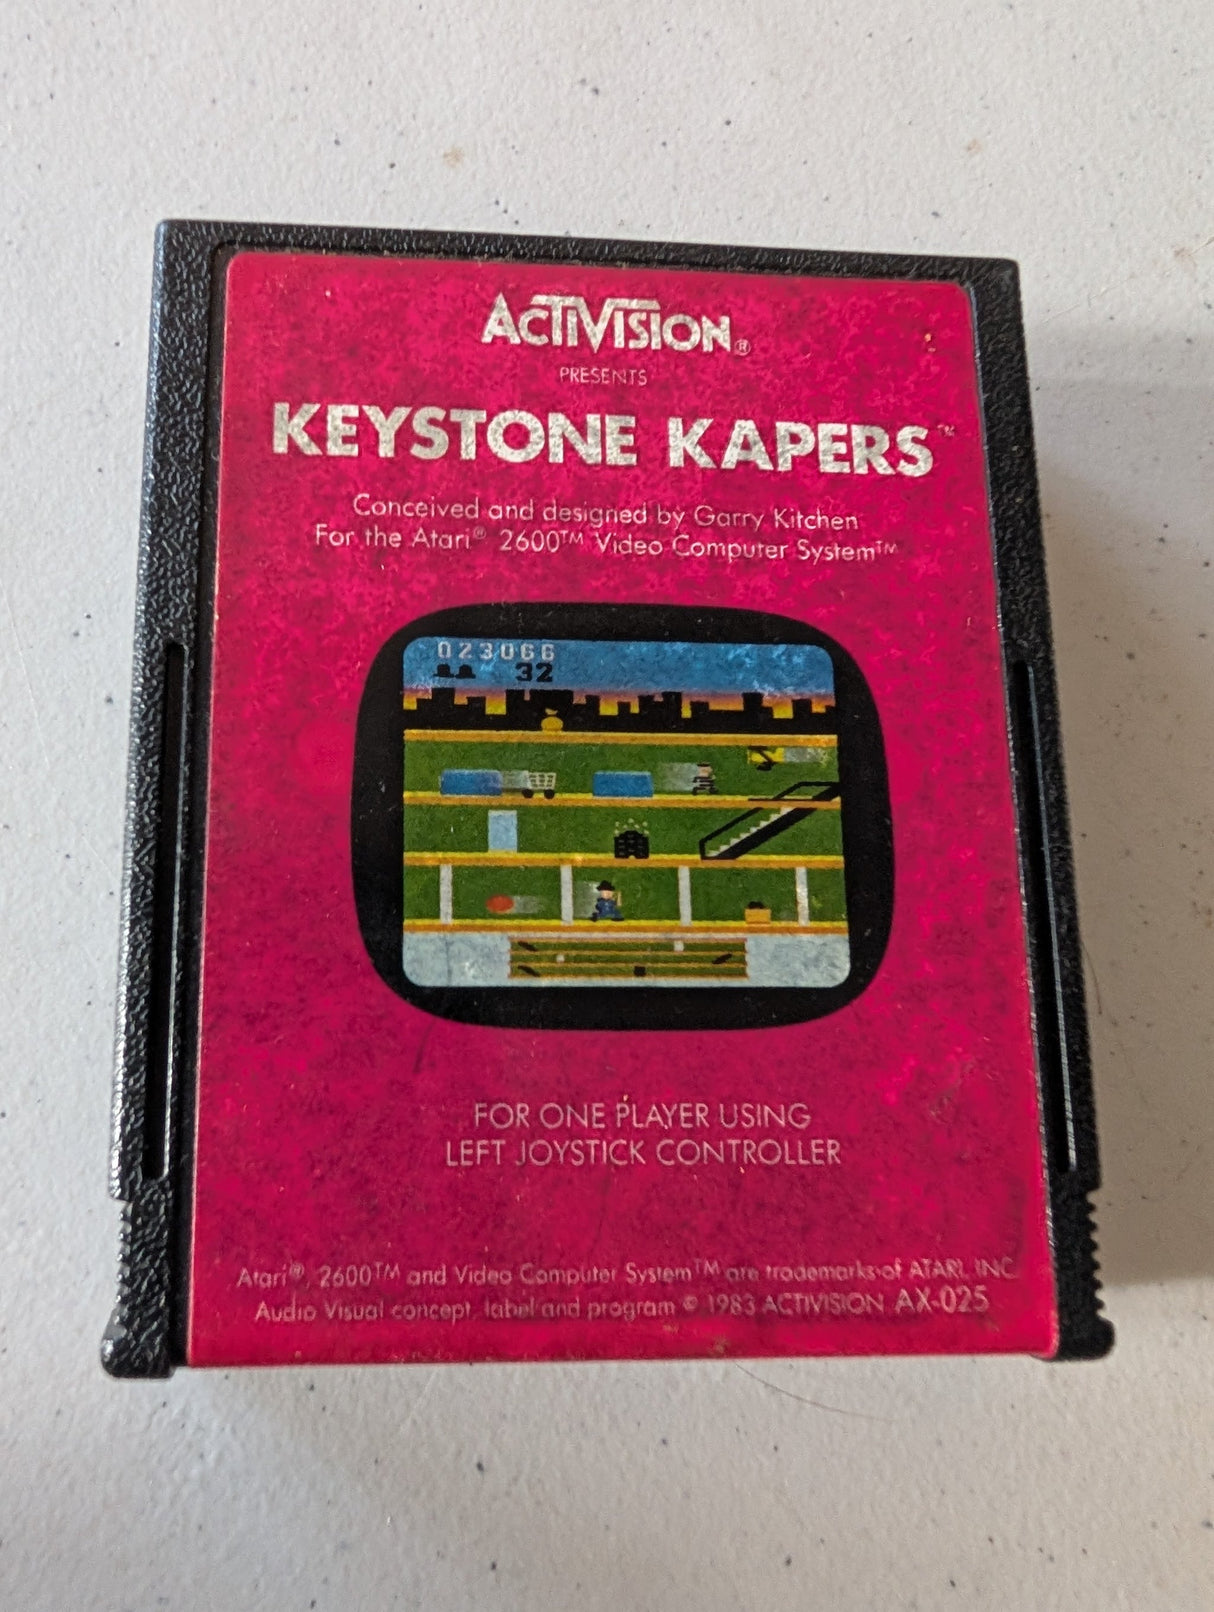 ACTIVISION®
PRESENTS
KEYSTONE KAPERS™
Conceived and designed by Garry Kitchen
For the Atari® 2600™ Video Computer System™
023066
32
FOR ONE PLAYER USING
LEFT JOYSTICK CONTROLLER
Atari®, 2600™ and Video Computer System™ are trademarks of ATARI, INC.
Audio Visual concept, label and program © 1983 ACTIVISION AX-025